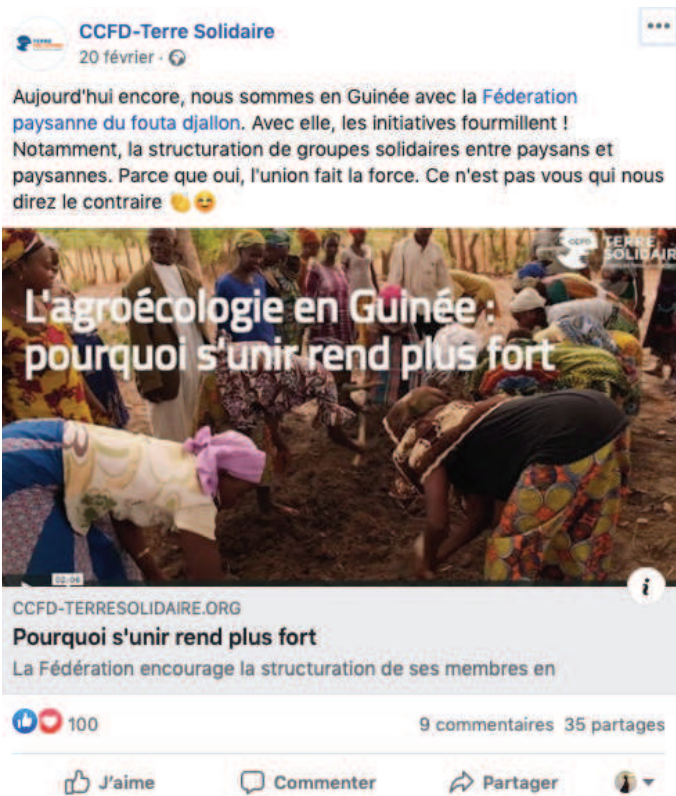 CCFD-Terre Solidaire
20 février ·
Aujourd'hui encore, nous sommes en Guinée avec la Féderation
paysanne du fouta djallon. Avec elle, les initiatives fourmillent !
Notamment, la structuration de groupes solidaires entre paysans et
paysannes. Parce que oui, l'union fait la force. Ce n'est pas vous qui nous
direz le contraire 👏😊
CCFD TERRE
SOLIDAIR
L'agroécologie en Guinée :
pourquoi s'unir rend plus fort
02:06
CCFD-TERRESOLIDAIRE.ORG
Pourquoi s'unir rend plus fort
La Fédération encourage la structuration de ses membres en
100
9 commentaires 35 partages
J'aime
Commenter
Partager